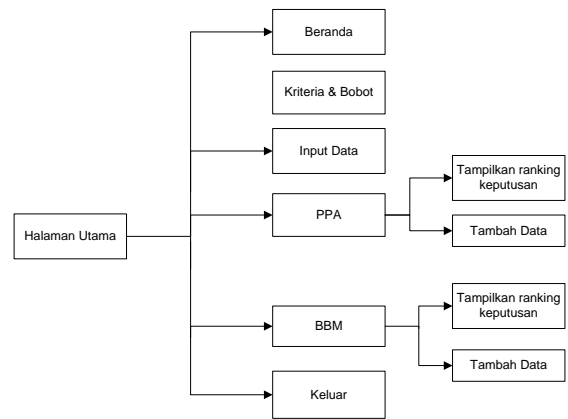 Beranda
Kriteria & Bobot
Input Data
Tampilkan ranking
keputusan
PPA
Tambah Data
Halaman Utama
Tampilkan ranking
keputusan
BBM
Tambah Data
Keluar